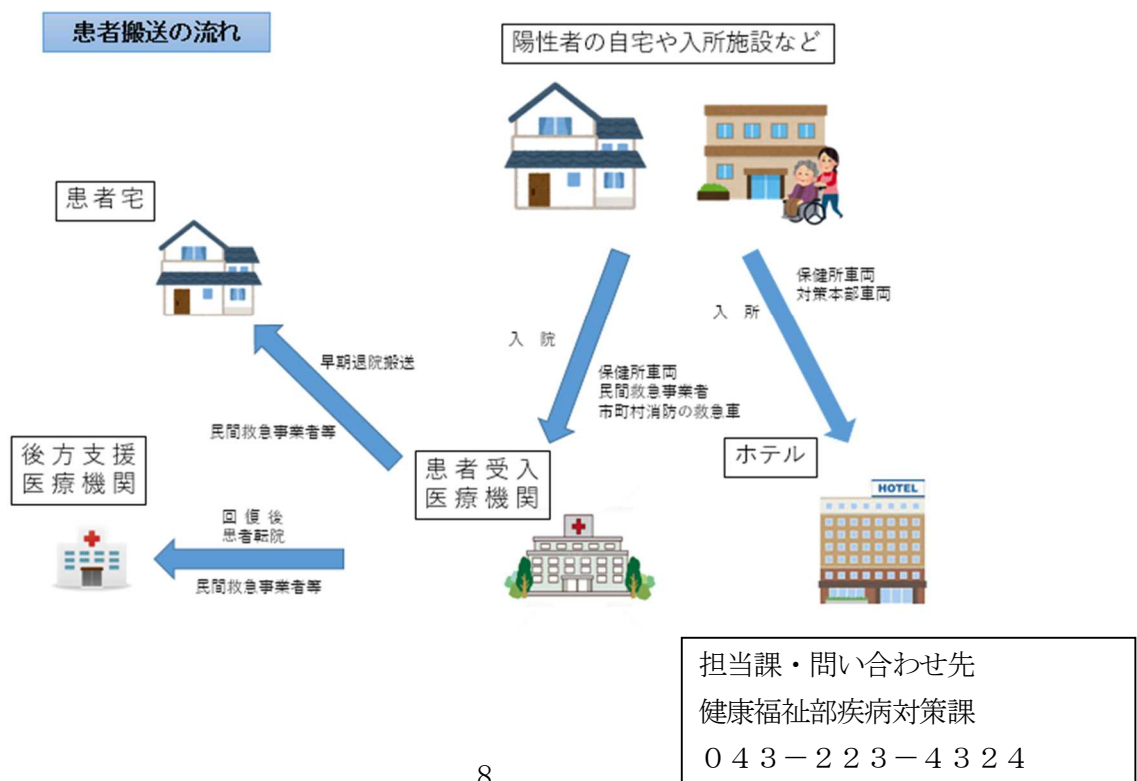 患者搬送の流れ
陽性者の自宅や入所施設など
患者宅
保健所車両
対策本部車両
入 所
入 院
早期退院搬送
保健所車両
民間救急事業者
市町村消防の救急車
民間救急事業者等
後方支援
医療機関
患者受入
医療機関
ホテル
HOTEL
回 復 後
患者転院
民間救急事業者等
担当課・問い合わせ先
健康福祉部疾病対策課
043-223-4324
8